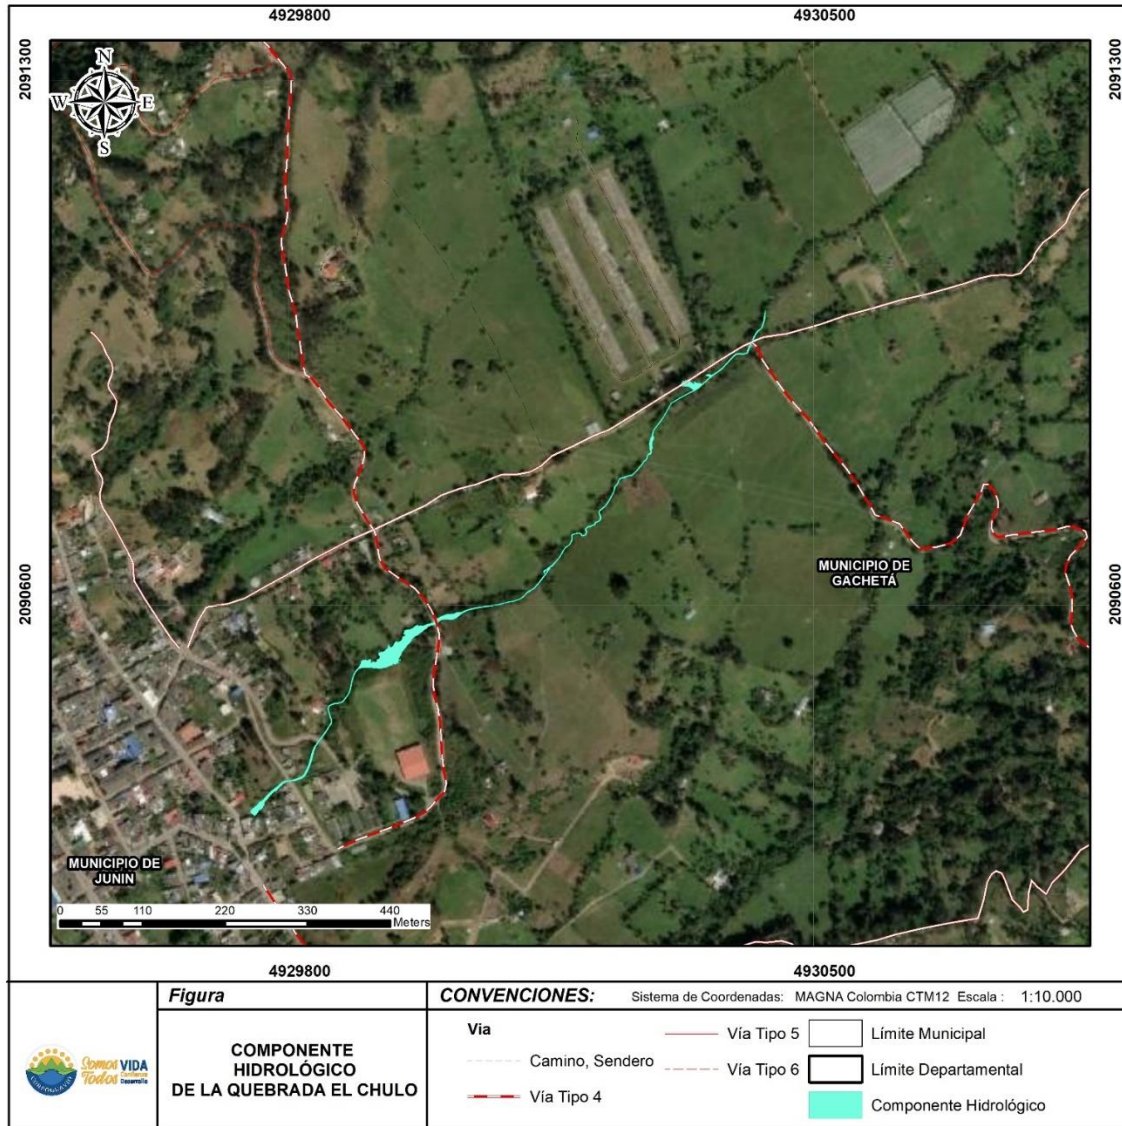 4929800 4930500
2091300 2091300
N
W E
S
2090600 2090600
MUNICIPIO DE
GACHETÁ
MUNICIPIO DE
JUNIN
0 55 110 220 330 440
Meters
4929800 4930500
Figura
COMPONENTE
HIDROLÓGICO
DE LA QUEBRADA EL CHULO
CORPOGUAVIO
Somos VIDA
Todos Confianza
Desarrollo
CONVENCIONES: Sistema de Coordenadas: MAGNA Colombia CTM12 Escala : 1:10.000
Via
Camino, Sendero
Vía Tipo 4
Vía Tipo 5
Vía Tipo 6
Límite Municipal
Límite Departamental
Componente Hidrológico